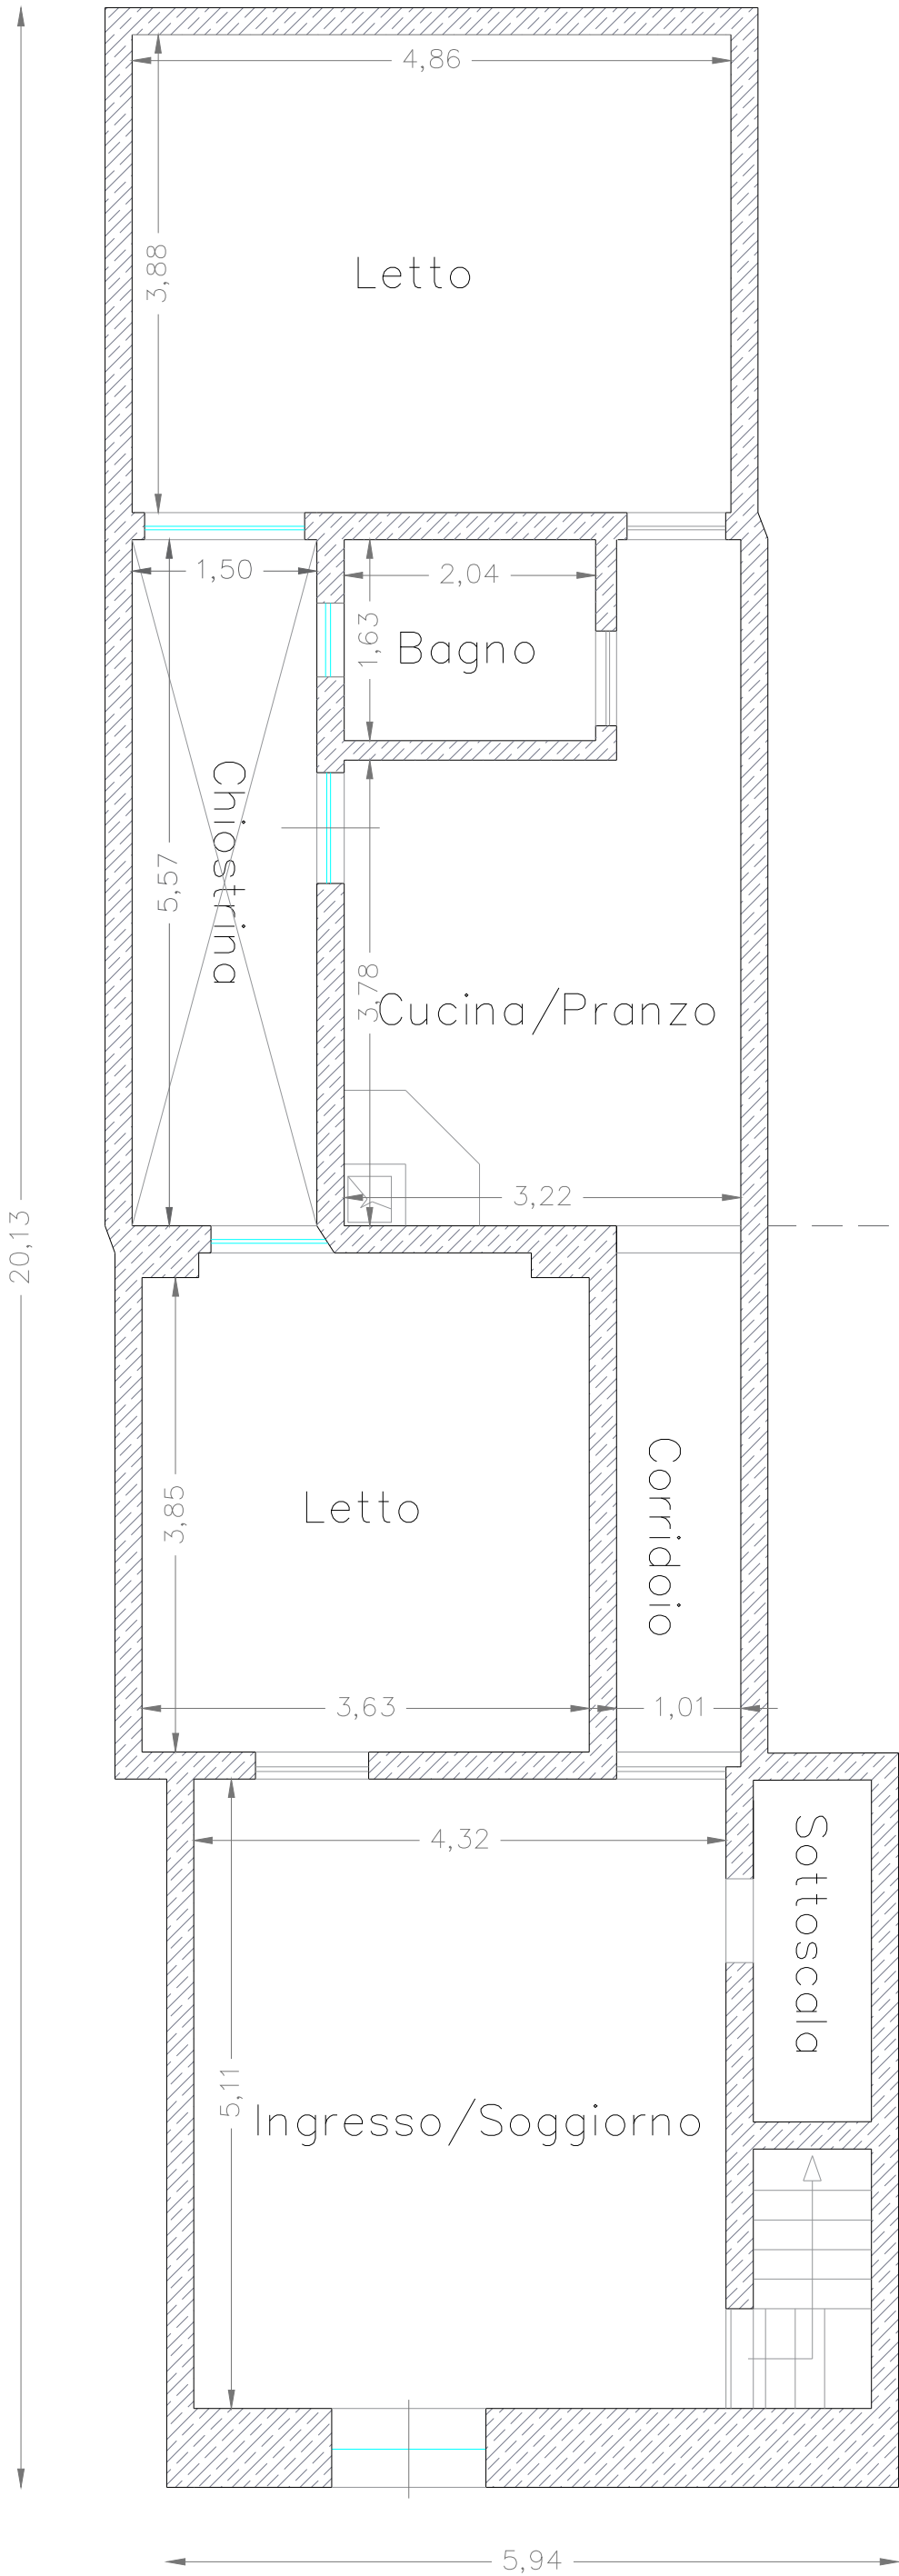 4,86
3,88
Letto
1,50
2,04
1,63
Bagno
Chiostrina
5,57
3,78
Cucina/Pranzo
3,22
20,13
Corridoio
3,85
Letto
3,63
1,01
4,32
Sottoscala
5,11
Ingresso/Soggiorno
5,94